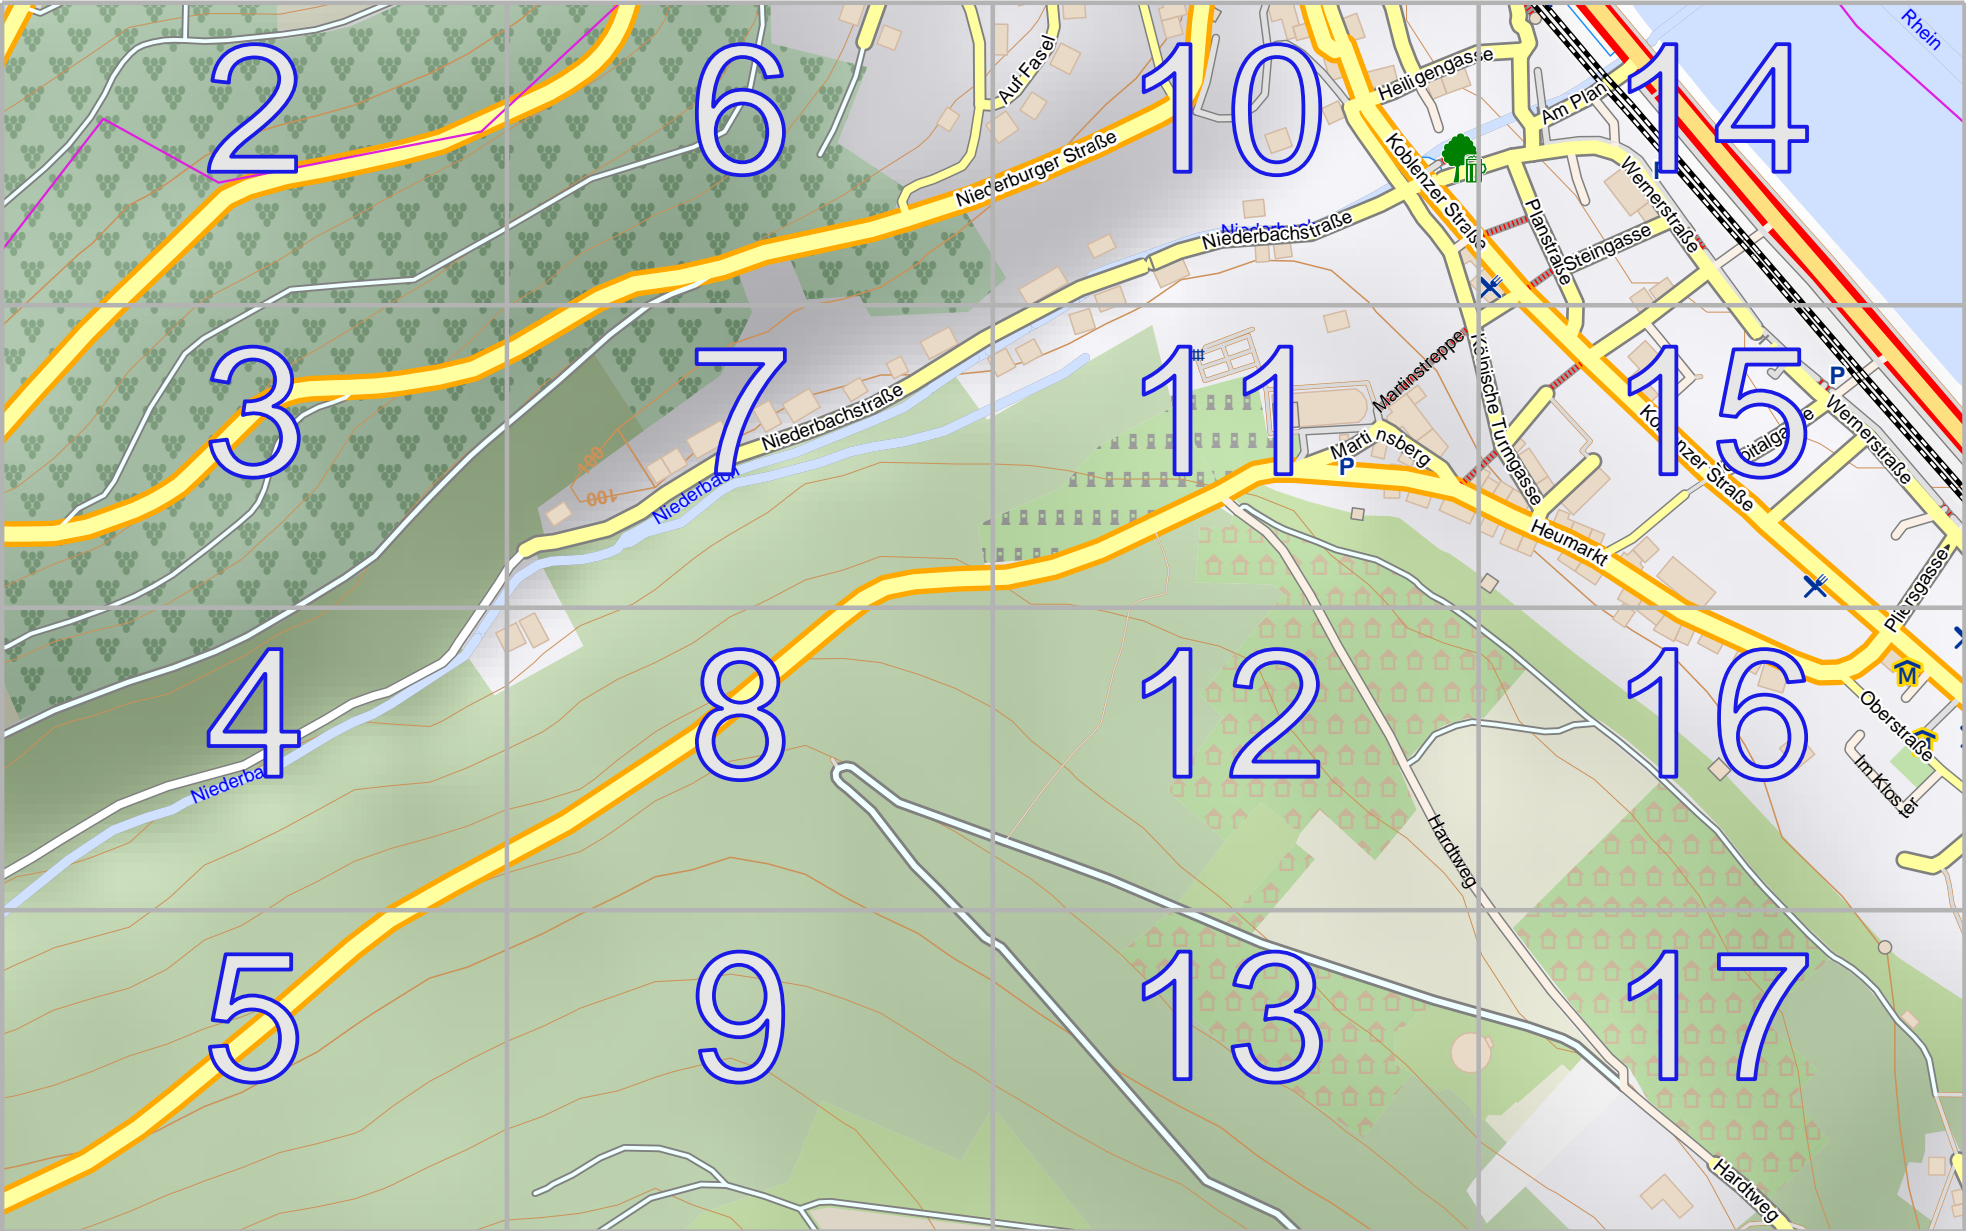 2
6
10
14
Rhein
Auf Fasel
Heiligengasse
Am Plan
P
Niederburger Straße
Koblenzer Straße
Wernerstraße
Niederbachstraße
Planstraße
Steingasse
3
7
11
15
Martinstreppe
Kölnische Turmgasse
P
Niederbachstraße
100
100
Niederbach
Martinsberg
P
Koblenzer Straße
Wernerstraße
Heumarkt
Pliersgasse
4
8
12
16
M
Oberstraße
Im Kloster
Niederba
Hardtweg
5
9
13
17
Hardtweg